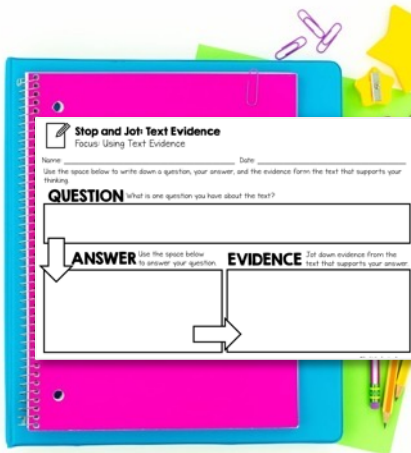 Stop and Jot: Text Evidence
Focus: Using Text Evidence
Name: Date:
Use the space below to write down a question, your answer, and the evidence form the text that supports your
thinking.
QUESTION What is one question you have about the text?
ANSWER Use the space below
to answer your question.
EVIDENCE Jot down evidence from the
text that supports your answer.